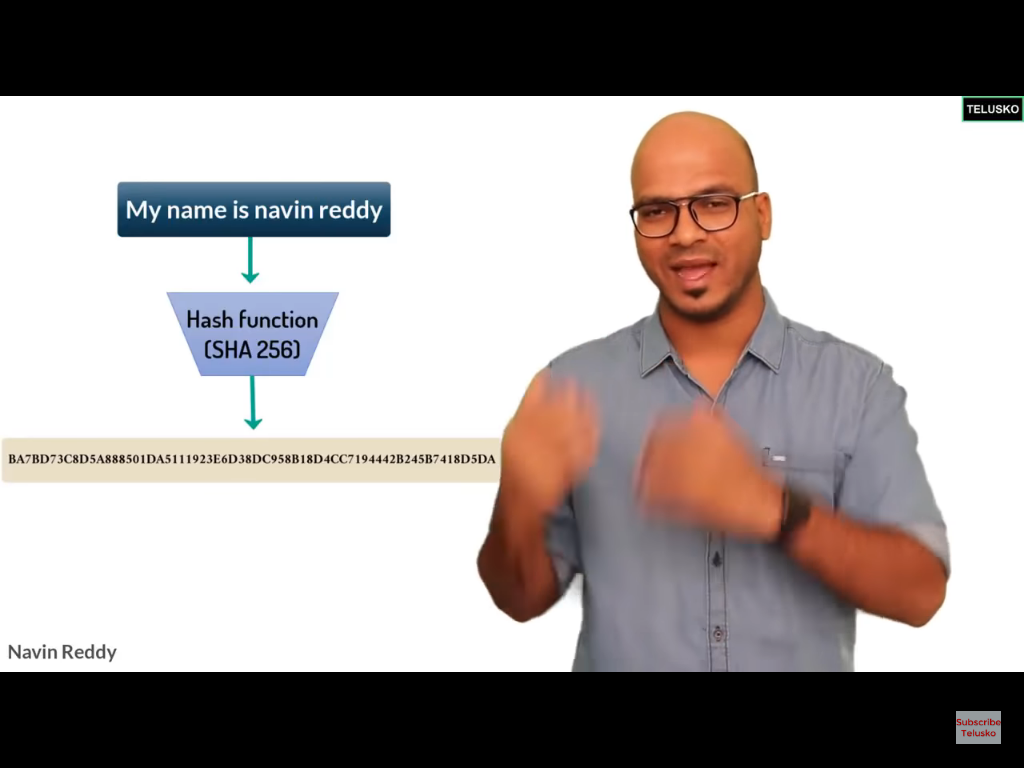 TELUSKO
My name is navin reddy
Hash function
(SHA 256)
BA7BD73C8D5A888501DA5111923E6D38DC958B18D4CC7194442B245B7418D5DA
Navin Reddy
Subscribe
Telusko